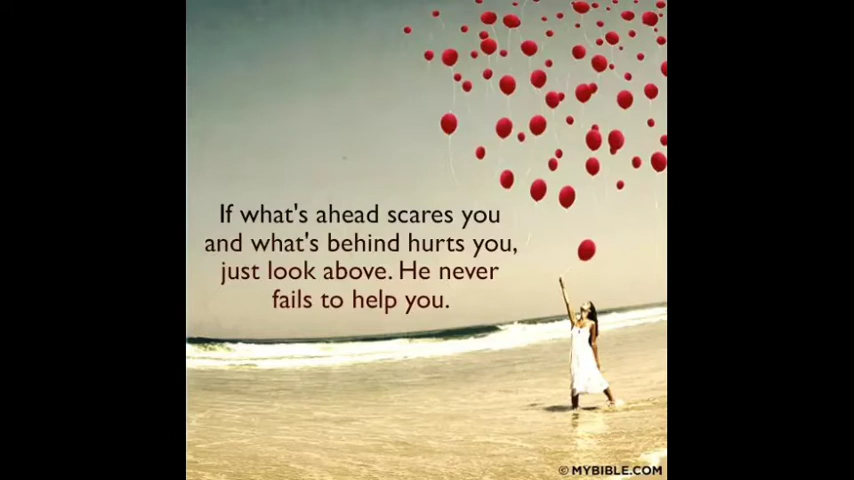 If what's ahead scares you
and what's behind hurts you,
just look above. He never
fails to help you.
© MYBIBLE.COM